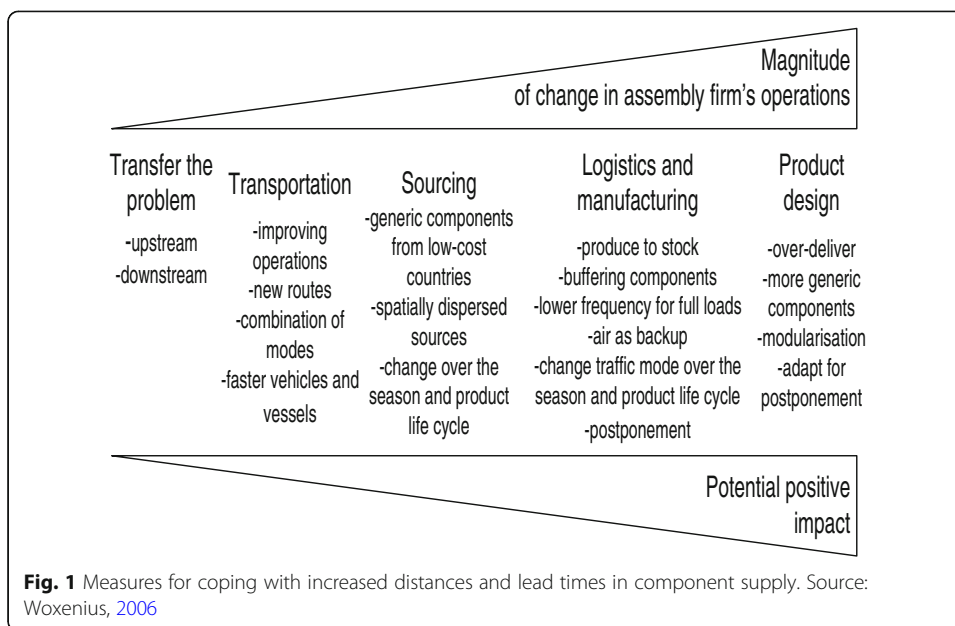 Magnitude
of change in assembly firm's operations
Transfer the
problem
-upstream
-downstream
Transportation
-improving
operations
-new routes
-combination of
modes
-faster vehicles and
vessels
Sourcing
-generic components
from low-cost
countries
-spatially dispersed
sources
-change over the
season and product
life cycle
Logistics and
manufacturing
-produce to stock
-buffering components
-lower frequency for full loads
-air as backup
-change traffic mode over the
season and product life cycle
-postponement
Product
design
-over-deliver
-more generic
components
-modularisation
-adapt for
postponement
Potential positive
impact
Fig. 1 Measures for coping with increased distances and lead times in component supply. Source:
Woxenius, 2006